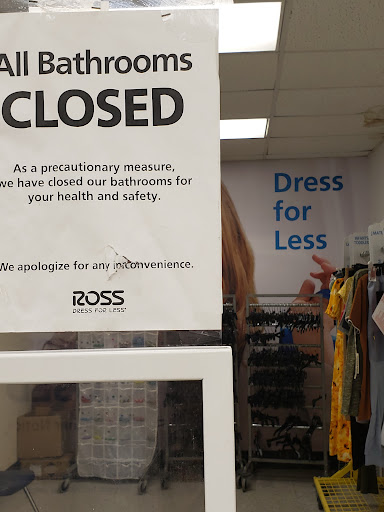 All Bathrooms
CLOSED
As a precautionary measure,
we have closed our bathrooms for
your health and safety.
We apologize for any inconvenience.
ROSS
DRESS FOR LESS
Dress
for
Less